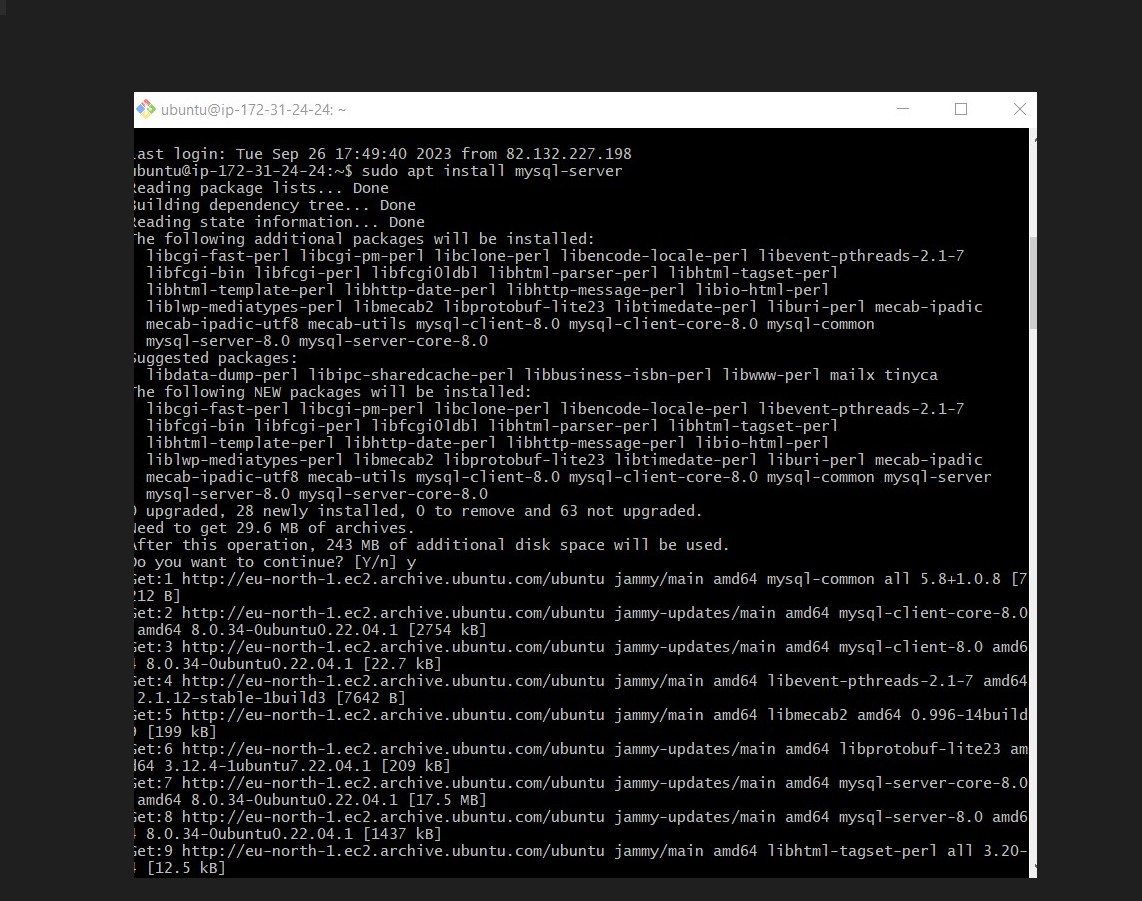 ubuntu@ip-172-31-24-24: ~
ast login: Tue Sep 26 17:49:40 2023 from 82.132.227.198
ubuntu@ip-172-31-24-24:~$ sudo apt install mysql-server
Reading package lists... Done
Building dependency tree... Done
Reading state information... Done
The following additional packages will be installed:
libcgi-fast-perl libcgi-pm-perl libclone-perl libencode-locale-perl libevent-pthreads-2.1-7
libfcgi-bin libfcgi-perl libfcgi0ldbl libhtml-parser-perl libhtml-tagset-perl
libhtml-template-perl libhttp-date-perl libhttp-message-perl libio-html-perl
liblwp-mediatypes-perl libmecab2 libprotobuf-lite23 libtimedate-perl liburi-perl mecab-ipadic
mecab-ipadic-utf8 mecab-utils mysql-client-8.0 mysql-client-core-8.0 mysql-common
mysql-server-8.0 mysql-server-core-8.0
Suggested packages:
libdata-dump-perl libipc-sharedcache-perl libbusiness-isbn-perl libwww-perl mailx tinyca
The following NEW packages will be installed:
libcgi-fast-perl libcgi-pm-perl libclone-perl libencode-locale-perl libevent-pthreads-2.1-7
libfcgi-bin libfcgi-perl libfcgi0ldbl libhtml-parser-perl libhtml-tagset-perl
libhtml-template-perl libhttp-date-perl libhttp-message-perl libio-html-perl
liblwp-mediatypes-perl libmecab2 libprotobuf-lite23 libtimedate-perl liburi-perl mecab-ipadic
mecab-ipadic-utf8 mecab-utils mysql-client-8.0 mysql-client-core-8.0 mysql-common mysql-server
mysql-server-8.0 mysql-server-core-8.0
0 upgraded, 28 newly installed, 0 to remove and 63 not upgraded.
Need to get 29.6 MB of archives.
After this operation, 243 MB of additional disk space will be used.
Do you want to continue? [Y/n] y
Get:1 http://eu-north-1.ec2.archive.ubuntu.com/ubuntu jammy/main amd64 mysql-common all 5.8+1.0.8 [7
212 B]
Get:2 http://eu-north-1.ec2.archive.ubuntu.com/ubuntu jammy-updates/main amd64 mysql-client-core-8.0
amd64 8.0.34-0ubuntu0.22.04.1 [2754 kB]
Get:3 http://eu-north-1.ec2.archive.ubuntu.com/ubuntu jammy-updates/main amd64 mysql-client-8.0 amd6
4 8.0.34-0ubuntu0.22.04.1 [22.7 kB]
Get:4 http://eu-north-1.ec2.archive.ubuntu.com/ubuntu jammy/main amd64 libevent-pthreads-2.1-7 amd64
2.1.12-stable-1build3 [7642 B]
Get:5 http://eu-north-1.ec2.archive.ubuntu.com/ubuntu jammy/main amd64 libmecab2 amd64 0.996-14build
9 [199 kB]
Get:6 http://eu-north-1.ec2.archive.ubuntu.com/ubuntu jammy-updates/main amd64 libprotobuf-lite23 am
d64 3.12.4-1ubuntu7.22.04.1 [209 kB]
Get:7 http://eu-north-1.ec2.archive.ubuntu.com/ubuntu jammy-updates/main amd64 mysql-server-core-8.0
amd64 8.0.34-0ubuntu0.22.04.1 [17.5 MB]
Get:8 http://eu-north-1.ec2.archive.ubuntu.com/ubuntu jammy-updates/main amd64 mysql-server-8.0 amd6
4 8.0.34-0ubuntu0.22.04.1 [1437 kB]
Get:9 http://eu-north-1.ec2.archive.ubuntu.com/ubuntu jammy/main amd64 libhtml-tagset-perl all 3.20-
4 [12.5 kB]